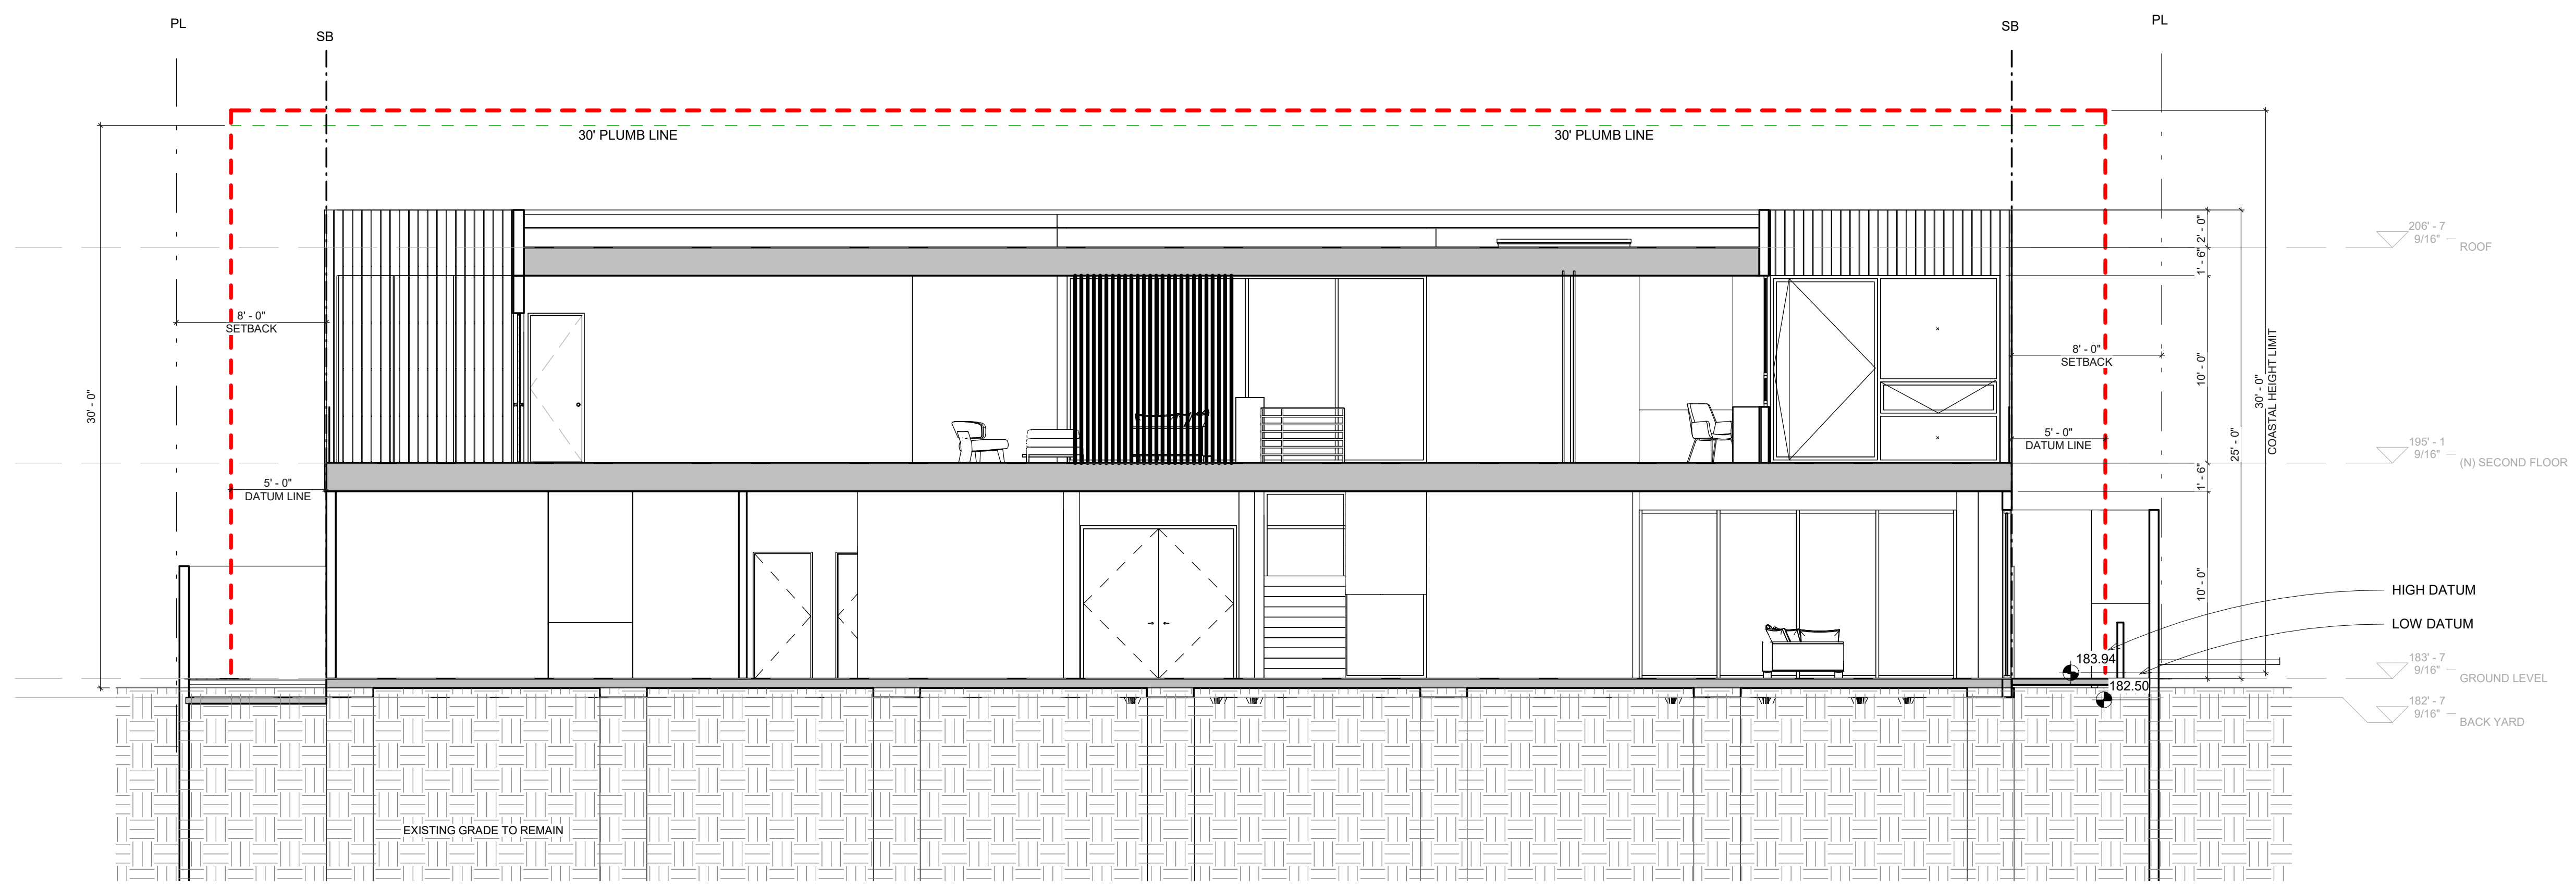 PL
SB
SB
PL
30' PLUMB LINE
30' PLUMB LINE
206' - 7
9/16"
ROOF
2' - 0"
1' - 6"
8' - 0"
SETBACK
8' - 0"
SETBACK
10' - 0"
30' - 0"
COASTAL HEIGHT LIMIT
30' - 0"
25' - 0"
5' - 0"
DATUM LINE
195' - 1
9/16"
(N) SECOND FLOOR
5' - 0"
DATUM LINE
1' - 6"
10' - 0"
HIGH DATUM
LOW DATUM
183.94
183' - 7
9/16"
GROUND LEVEL
182.50
182' - 7
9/16"
BACK YARD
EXISTING GRADE TO REMAIN